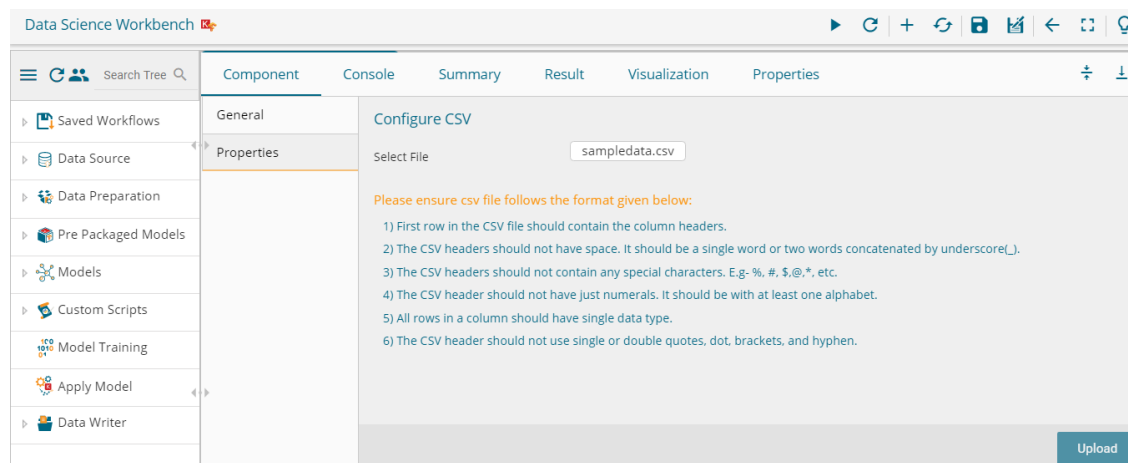 Data Science Workbench
Search Tree
Component
Console
Summary
Result
Visualization
Properties
Saved Workflows
Data Source
Data Preparation
Pre Packaged Models
Models
Custom Scripts
Model Training
Apply Model
Data Writer
General
Properties
Configure CSV
Select File
sampledata.csv
Please ensure csv file follows the format given below:
1) First row in the CSV file should contain the column headers.
2) The CSV headers should not have space. It should be a single word or two words concatenated by underscore(_).
3) The CSV headers should not contain any special characters. E.g- %, #, $,@,*, etc.
4) The CSV header should not have just numerals. It should be with at least one alphabet.
5) All rows in a column should have single data type.
6) The CSV header should not use single or double quotes, dot, brackets, and hyphen.
Upload